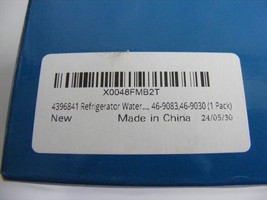 X0048FMB2T
4396841 Refrigerator Water..., 46-9083,46-9030 (1 Pack)
New Made in China 24/05/30